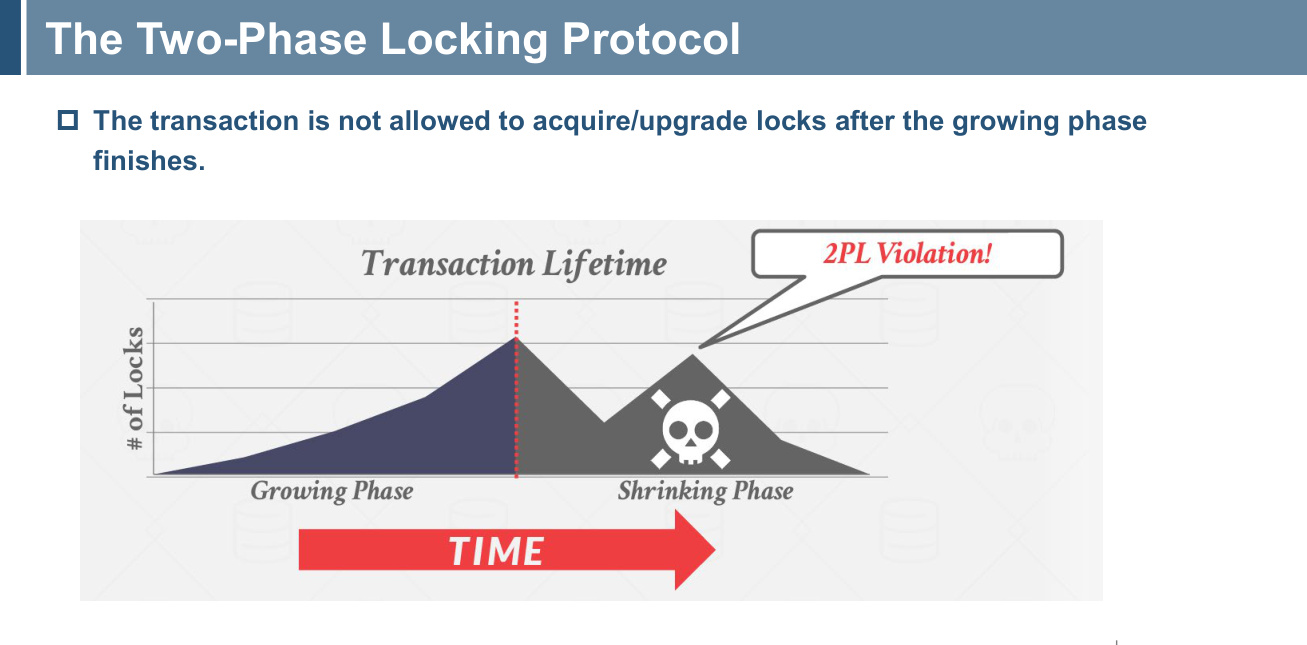 The Two-Phase Locking Protocol
The transaction is not allowed to acquire/upgrade locks after the growing phase
finishes.
Transaction Lifetime
2PL Violation!
# of Locks
Growing Phase
Shrinking Phase
TIME